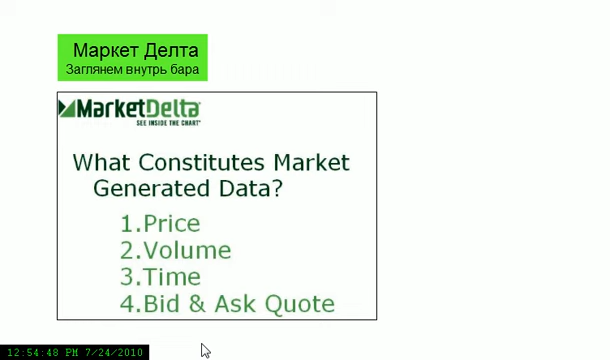 Маркет Делта
Заглянем внутрь бара
MarketDelta
SEE INSIDE THE CHART
What Constitutes Market
Generated Data?
1.Price
2.Volume
3.Time
4.Bid & Ask Quote
12:54:48 PM 7/24/2010